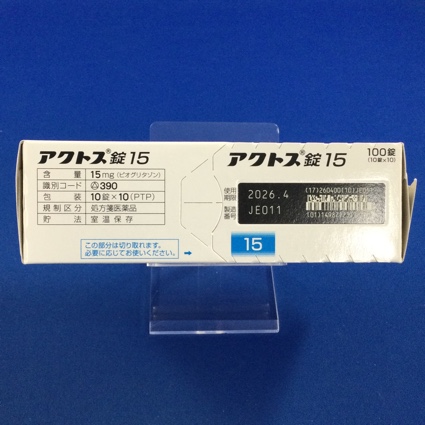 アクトス®錠15
含量 15mg(ピオグリタゾン)
識別コード 390
包装 10錠×10(PTP)
規制区分 処方箋医薬品
貯法 室温保存
この部分は切り取れます。
必要に応じてお使いください。
アクトス®錠15
100錠
(10錠×10)
使用期限 2026.4
製造番号 JE011
15